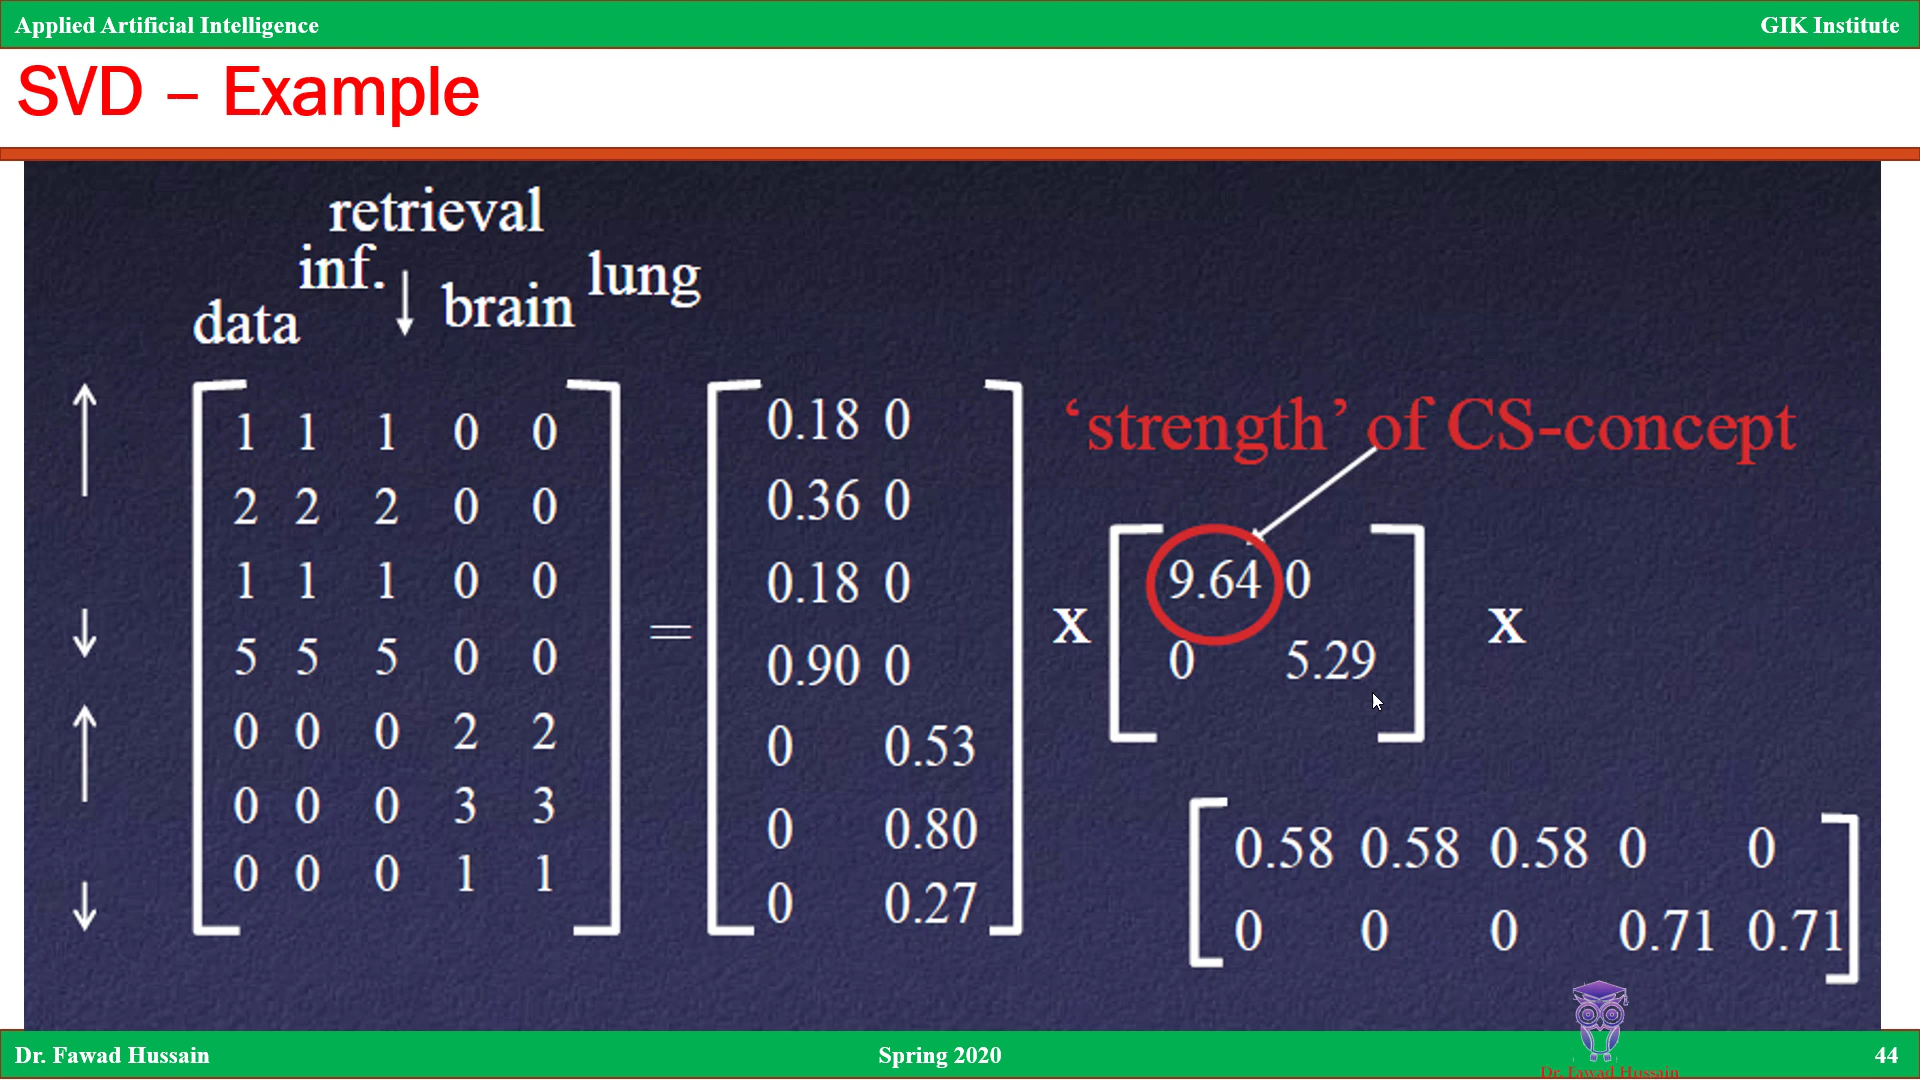 Applied Artificial Intelligence
GIK Institute
SVD – Example
retrieval
inf.
lung
brain
data
1 1 1 0 0
2 2 2 0 0
1 1 1 0 0
5 5 5 0 0
0 0 0 2 2
0 0 0 3 3
0 0 0 1 1
=
0.18 0
0.36 0
0.18 0
0.90 0
0 0.53
0 0.80
0 0.27
x
'strength' of CS-concept
9.64 0
0 5.29
x
0.58 0.58 0.58 0 0
0 0 0 0.71 0.71
Dr. Fawad Hussain
Spring 2020
Dr. Fawad Hussain
44